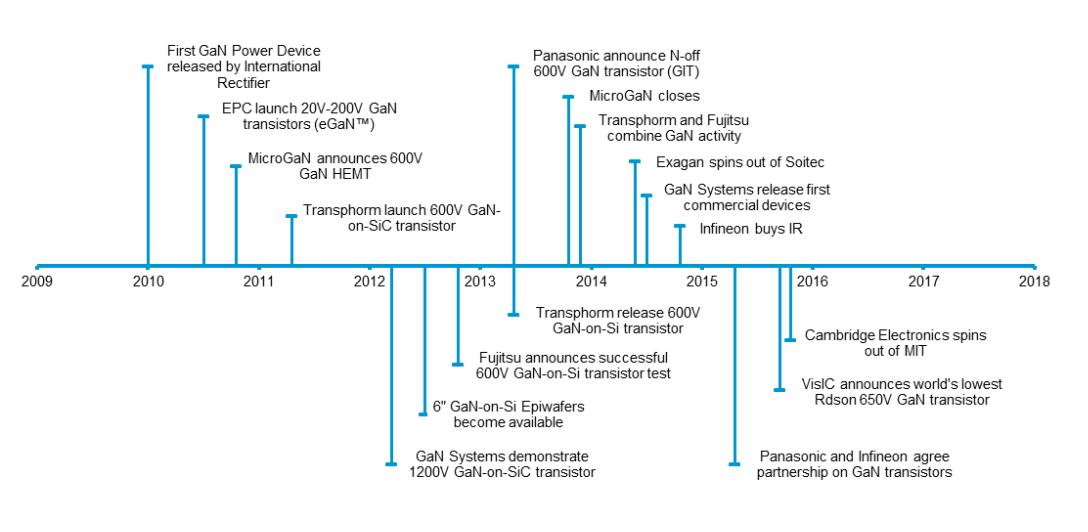 First GaN Power Device
released by International
Rectifier
EPC launch 20V-200V GaN
transistors (eGaN™)
MicroGaN announces 600V
GaN HEMT
Transphorm launch 600V GaN-
on-SiC transistor
Panasonic announce N-off
600V GaN transistor (GIT)
MicroGaN closes
Transphorm and Fujitsu
combine GaN activity
Exagan spins out of Soitec
GaN Systems release first
commercial devices
Infineon buys IR
2009 2010 2011 2012 2013 2014 2015 2016 2017 2018
Transphorm release 600V
GaN-on-Si transistor
Fujitsu announces successful
600V GaN-on-Si transistor test
6" GaN-on-Si Epiwafers
become available
GaN Systems demonstrate
1200V GaN-on-SiC transistor
Cambridge Electronics spins
out of MIT
VisIC announces world's lowest
Rdson 650V GaN transistor
Panasonic and Infineon agree
partnership on GaN transistors